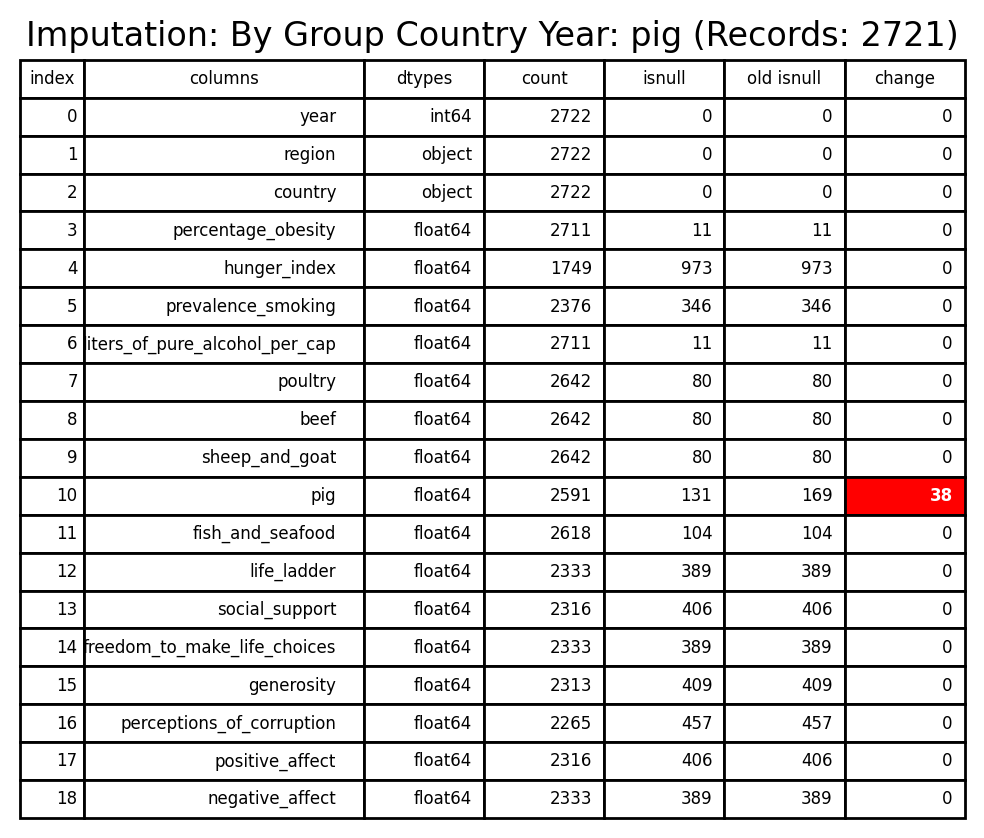 Imputation: By Group Country Year: pig (Records: 2721)
index columns dtypes count isnull old isnull change
0 year int64 2722 0 0 0
1 region object 2722 0 0 0
2 country object 2722 0 0 0
3 percentage_obesity float64 2711 11 11 0
4 hunger_index float64 1749 973 973 0
5 prevalence_smoking float64 2376 346 346 0
6 iters_of_pure_alcohol_per_cap float64 2711 11 11 0
7 poultry float64 2642 80 80 0
8 beef float64 2642 80 80 0
9 sheep_and_goat float64 2642 80 80 0
10 pig float64 2591 131 169 38
11 fish_and_seafood float64 2618 104 104 0
12 life_ladder float64 2333 389 389 0
13 social_support float64 2316 406 406 0
14 freedom_to_make_life_choices float64 2333 389 389 0
15 generosity float64 2313 409 409 0
16 perceptions_of_corruption float64 2265 457 457 0
17 positive_affect float64 2316 406 406 0
18 negative_affect float64 2333 389 389 0